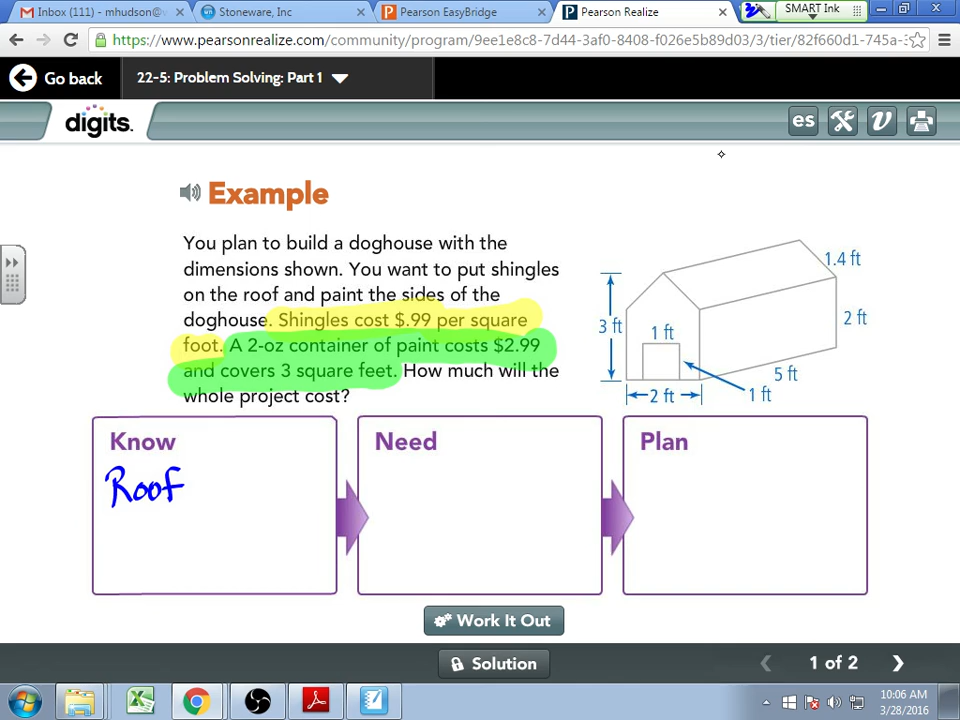 Inbox (111) - mhudson@
Stoneware, Inc
Pearson EasyBridge
Pearson Realize
SMART Ink
https://www.pearsonrealize.com/community/program/9ee1e8c8-7d44-3af0-8408-f026e5b89d03/3/tier/82f660d1-745a-
Go back
22-5: Problem Solving: Part 1
digits.
es
V
Example
You plan to build a doghouse with the
dimensions shown. You want to put shingles
on the roof and paint the sides of the
doghouse. Shingles cost $.99 per square
foot. A 2-oz container of paint costs $2.99
and covers 3 square feet. How much will the
whole project cost?
1.4 ft
2 ft
3 ft
1 ft
5 ft
2 ft
1 ft
Know
Need
Plan
Roof
Work It Out
Solution
1 of 2
10:06 AM
3/28/2016